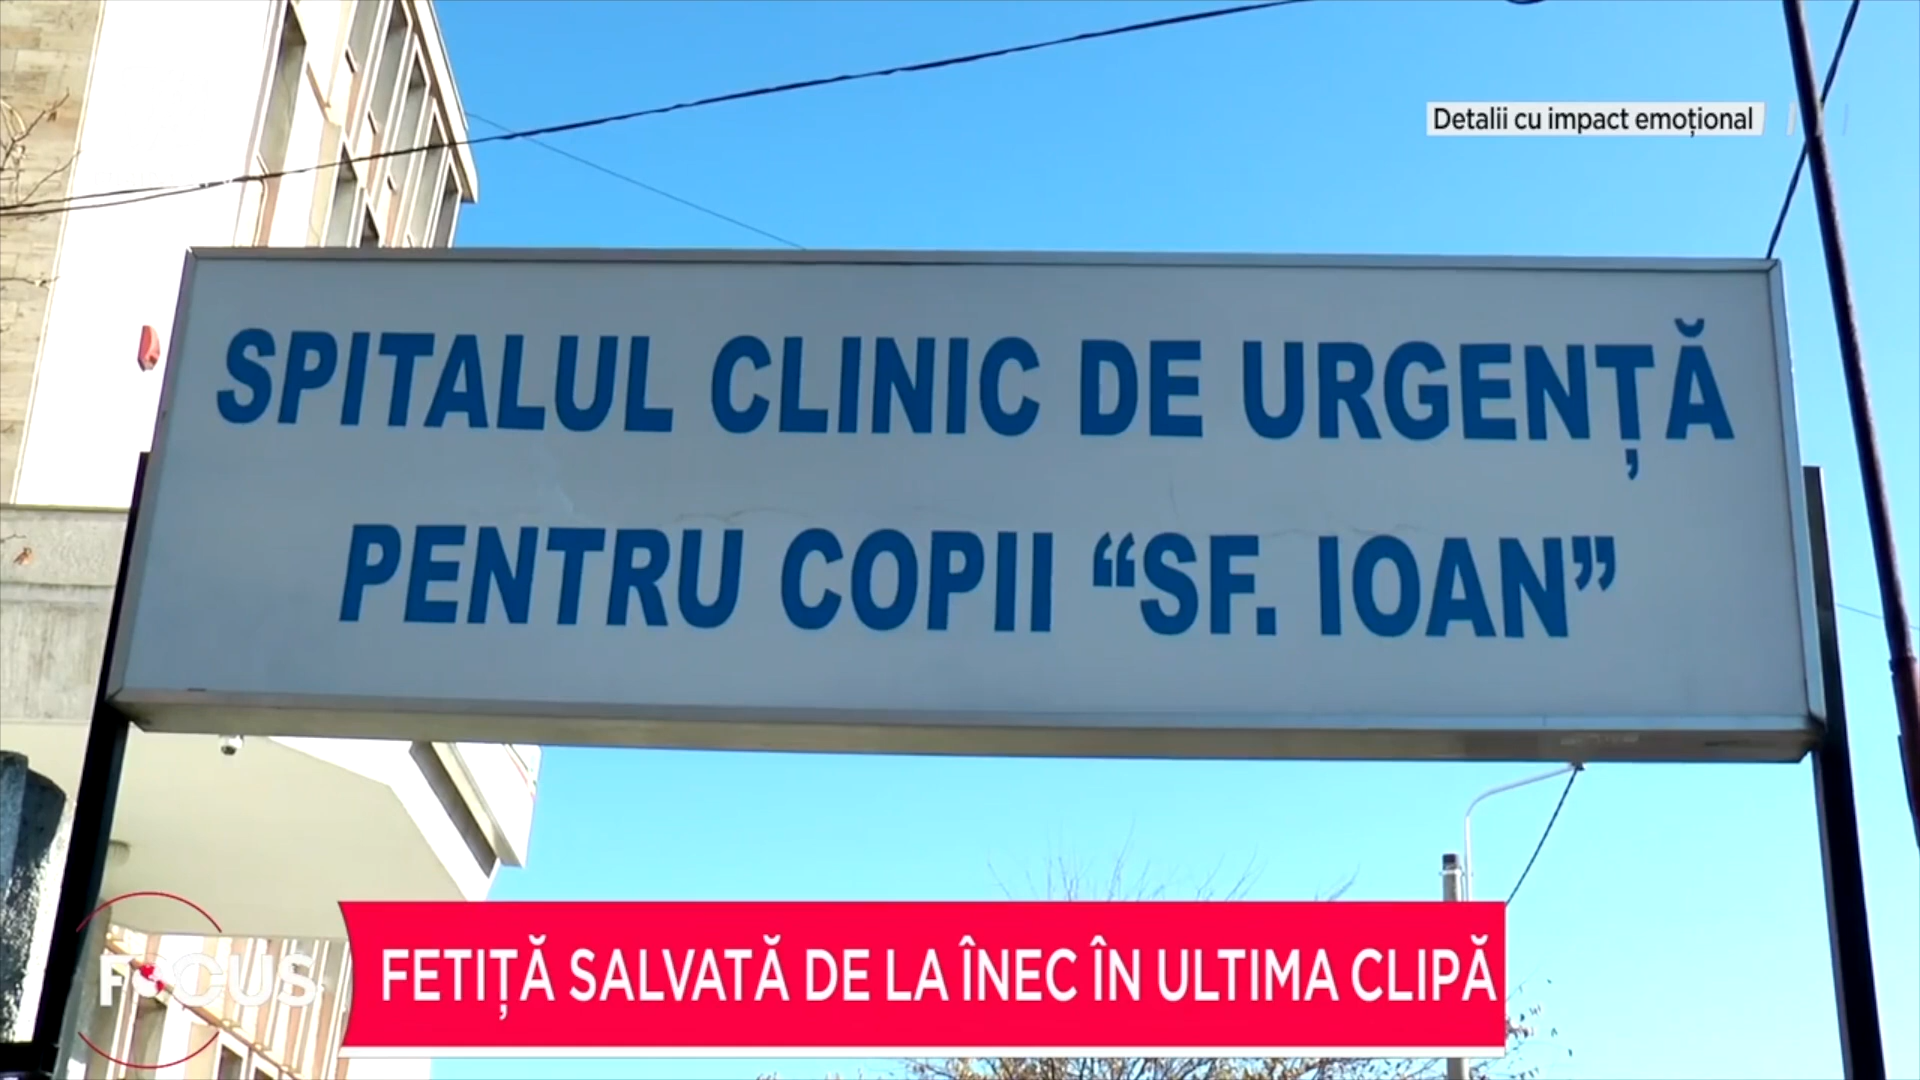 Detalii cu impact emoțional
SPITALUL CLINIC DE URGENȚĂ
PENTRU COPII “SF. IOAN”
FETIȚĂ SALVATĂ DE LA ÎNEC ÎN ULTIMA CLIPĂ
FOCUS